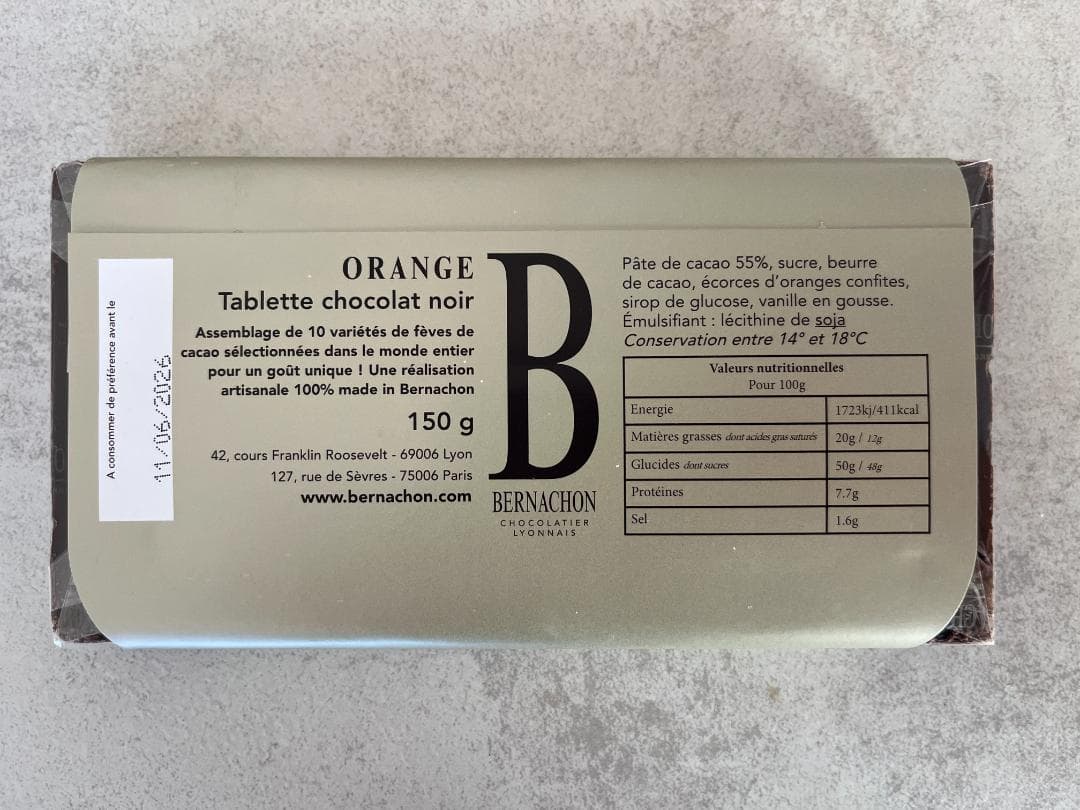 A consommer de préférence avant le
11/06/2026
ORANGE
Tablette chocolat noir
Assemblage de 10 variétés de fèves de
cacao sélectionnées dans le monde entier
pour un goût unique ! Une réalisation
artisanale 100% made in Bernachon
150 g
42, cours Franklin Roosevelt - 69006 Lyon
127, rue de Sèvres - 75006 Paris
www.bernachon.com
B
BERNACHON
CHOCOLATIER
LYONNAIS
Pâte de cacao 55%, sucre, beurre
de cacao, écorces d'oranges confites,
sirop de glucose, vanille en gousse.
Émulsifiant : lécithine de soja
Conservation entre 14° et 18°C
Valeurs nutritionnelles
Pour 100g
Energie 1723kj/411kcal
Matières grasses dont acides gras saturés 20g / 12g
Glucides dont sucres 50g / 48g
Protéines 7.7g
Sel 1.6g